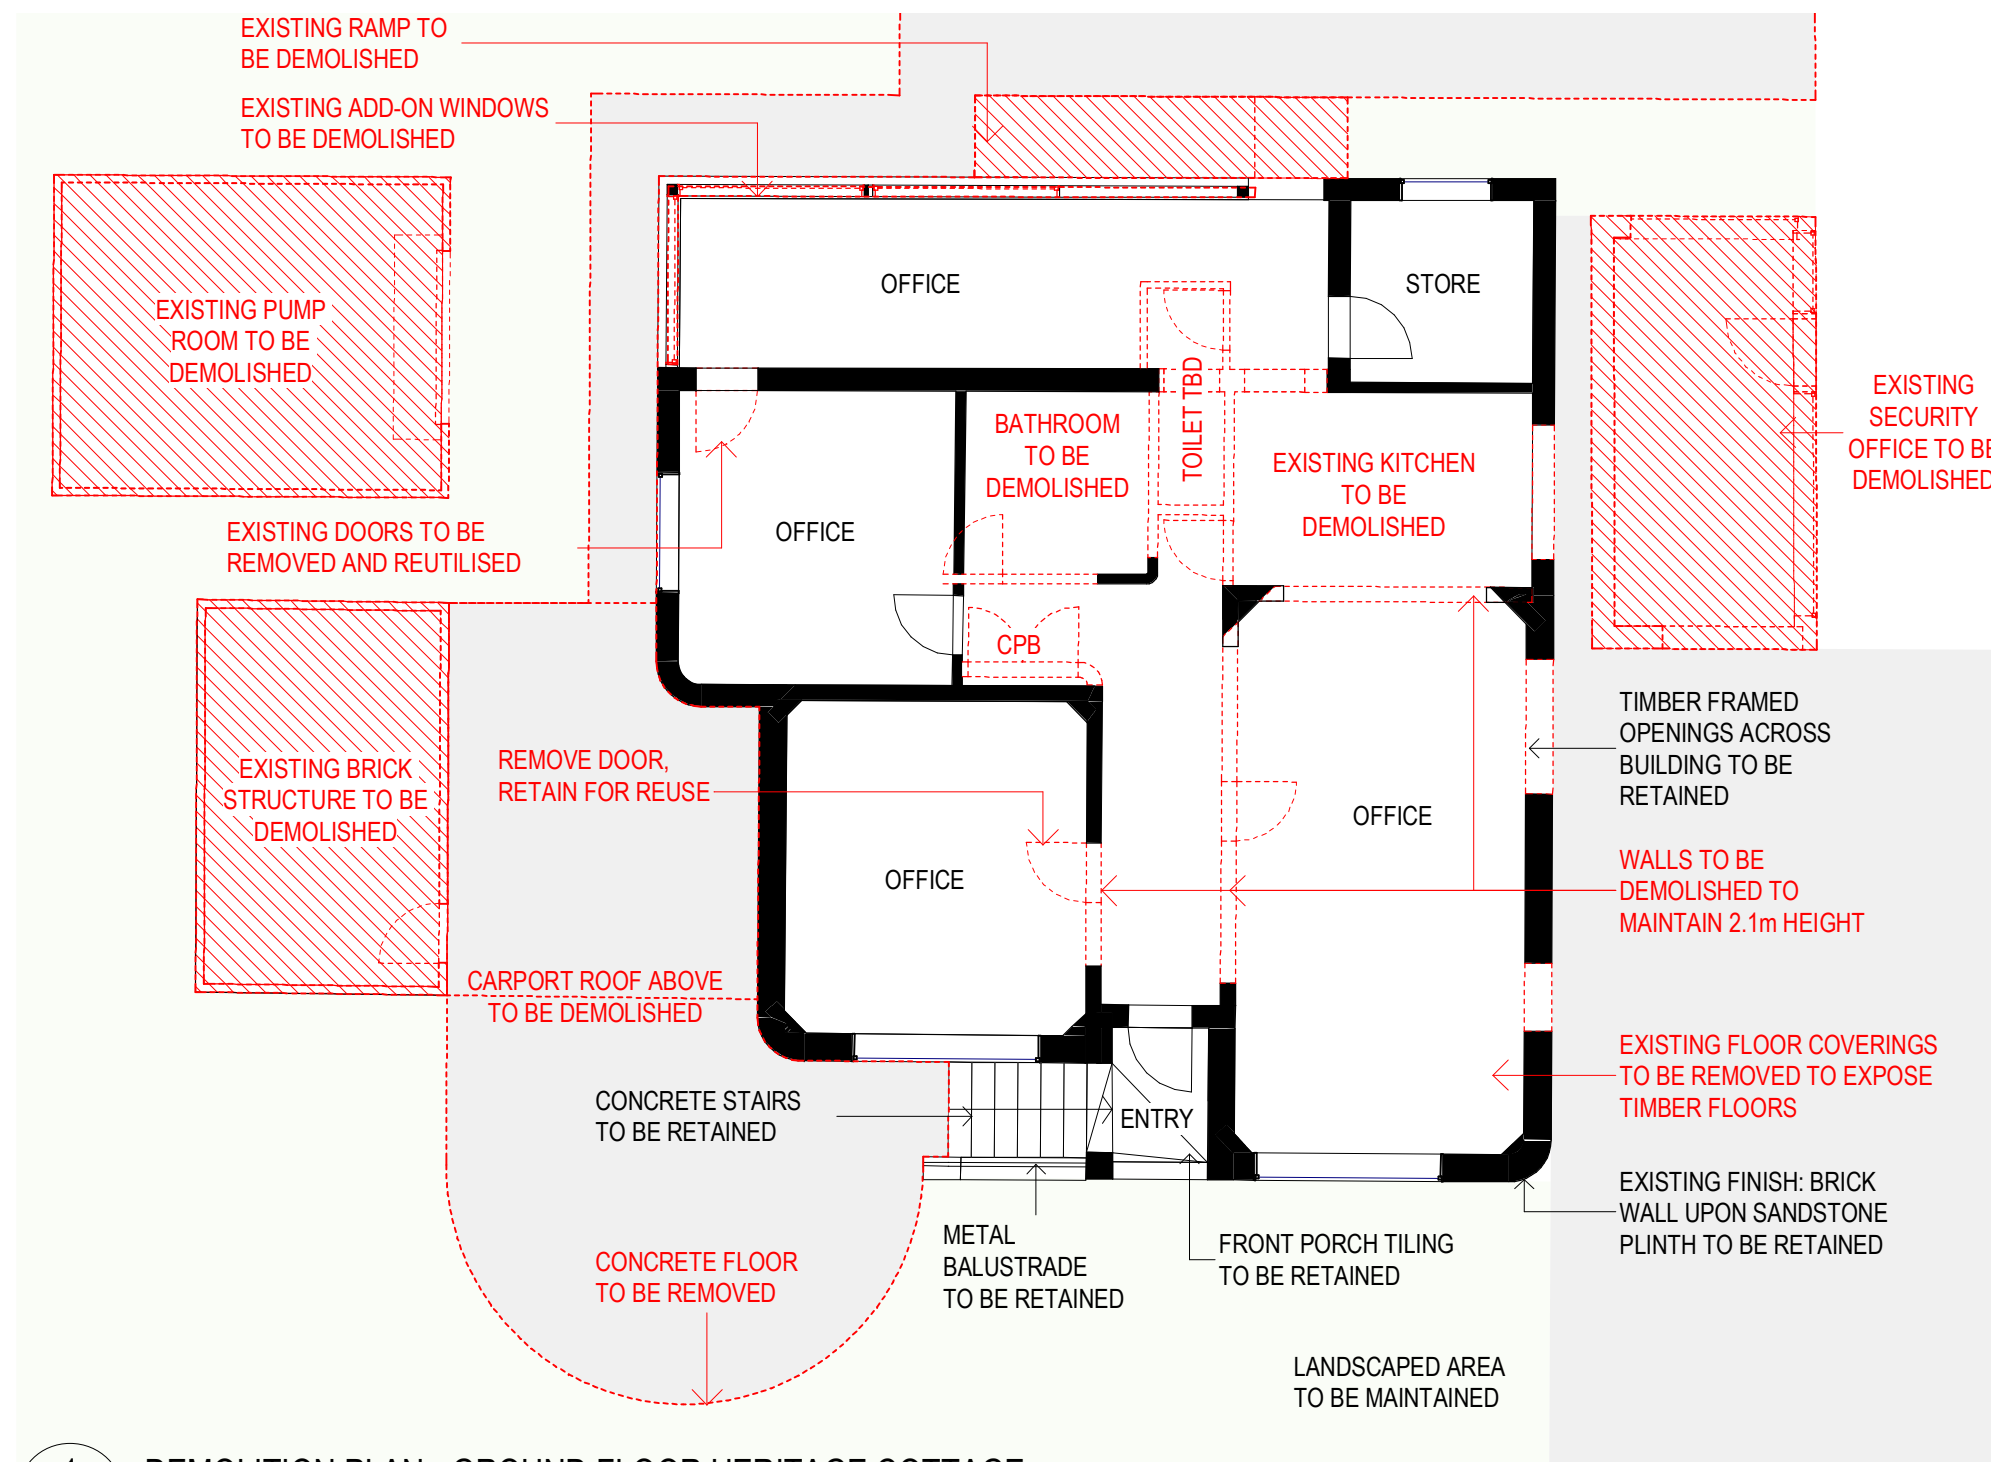 EXISTING RAMP TO
BE DEMOLISHED
EXISTING ADD-ON WINDOWS
TO BE DEMOLISHED
EXISTING PUMP
ROOM TO BE
DEMOLISHED
OFFICE
STORE
TOILET TBD
BATHROOM
TO BE
DEMOLISHED
EXISTING KITCHEN
TO BE
DEMOLISHED
EXISTING
SECURITY
OFFICE TO BE
DEMOLISHED
EXISTING DOORS TO BE
REMOVED AND REUTILISED
OFFICE
CPB
TIMBER FRAMED
OPENINGS ACROSS
BUILDING TO BE
RETAINED
EXISTING BRICK
STRUCTURE TO BE
DEMOLISHED
REMOVE DOOR,
RETAIN FOR REUSE
OFFICE
OFFICE
WALLS TO BE
DEMOLISHED TO
MAINTAIN 2.1m HEIGHT
CARPORT ROOF ABOVE
TO BE DEMOLISHED
EXISTING FLOOR COVERINGS
TO BE REMOVED TO EXPOSE
TIMBER FLOORS
CONCRETE STAIRS
TO BE RETAINED
ENTRY
EXISTING FINISH: BRICK
WALL UPON SANDSTONE
PLINTH TO BE RETAINED
METAL
BALUSTRADE
TO BE RETAINED
FRONT PORCH TILING
TO BE RETAINED
CONCRETE FLOOR
TO BE REMOVED
LANDSCAPED AREA
TO BE MAINTAINED
DEMOLITION PLAN - GROUND FLOOR HERITAGE COTTAGE